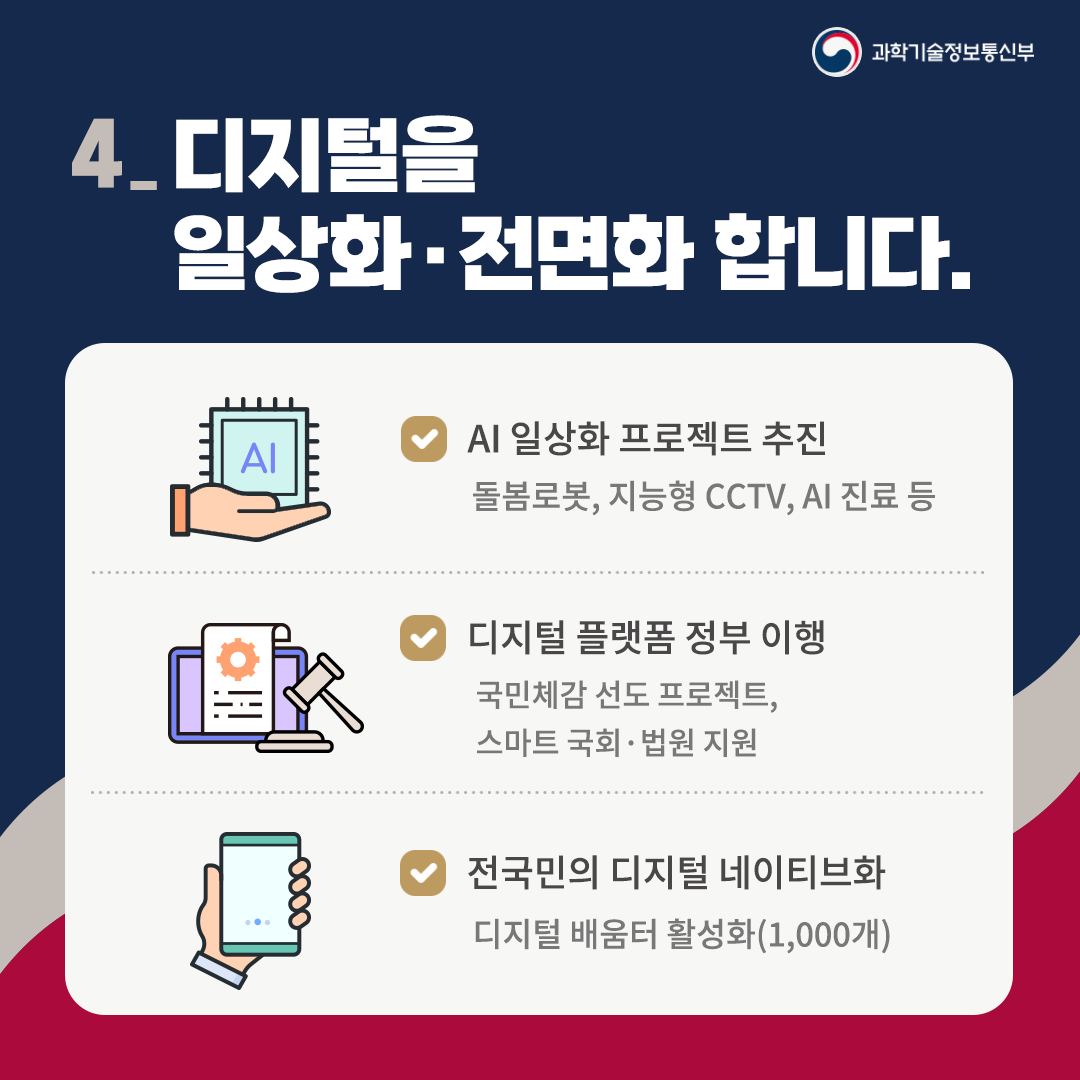 과학기술정보통신부
4_ 디지털을
일상화·전면화 합니다.
AI
AI 일상화 프로젝트 추진
돌봄로봇, 지능형 CCTV, AI 진료 등
디지털 플랫폼 정부 이행
국민체감 선도 프로젝트,
스마트 국회·법원 지원
전국민의 디지털 네이티브화
디지털 배움터 활성화(1,000개)